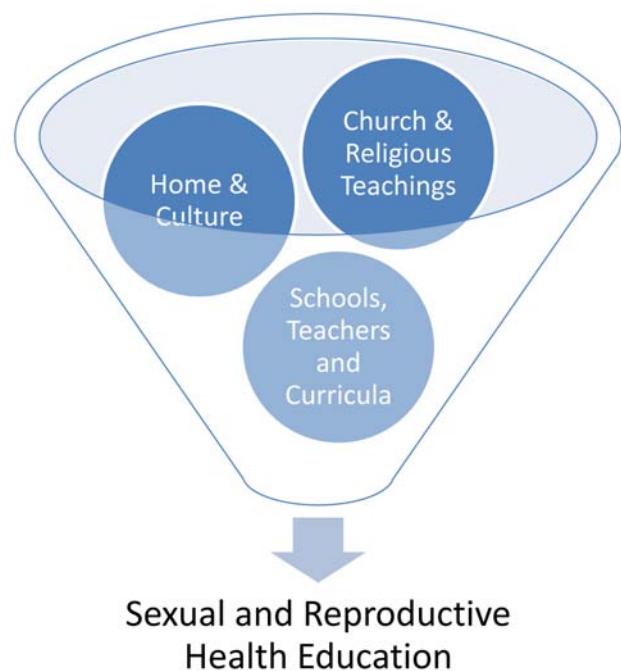 Church &
Religious
Teachings
Home &
Culture
Schools,
Teachers
and
Curricula
Sexual and Reproductive
Health Education